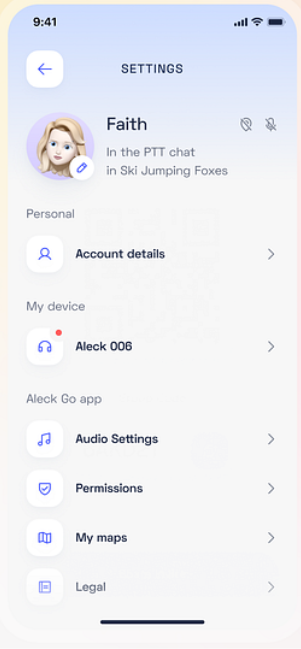 9:41
SETTINGS
Faith
In the PTT chat
in Ski Jumping Foxes
Personal
Account details
My device
Aleck 006
Aleck Go app
Audio Settings
Permissions
My maps
Legal